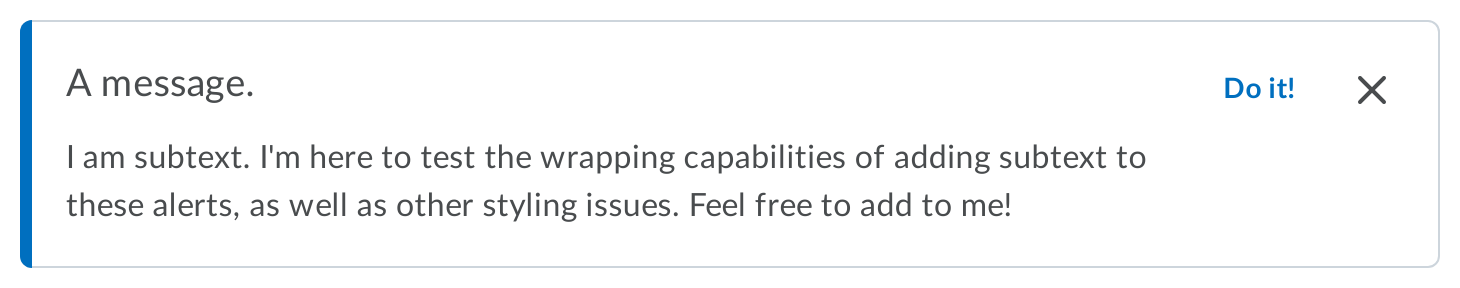 A message.
Do it!
I am subtext. I'm here to test the wrapping capabilities of adding subtext to
these alerts, as well as other styling issues. Feel free to add to me!